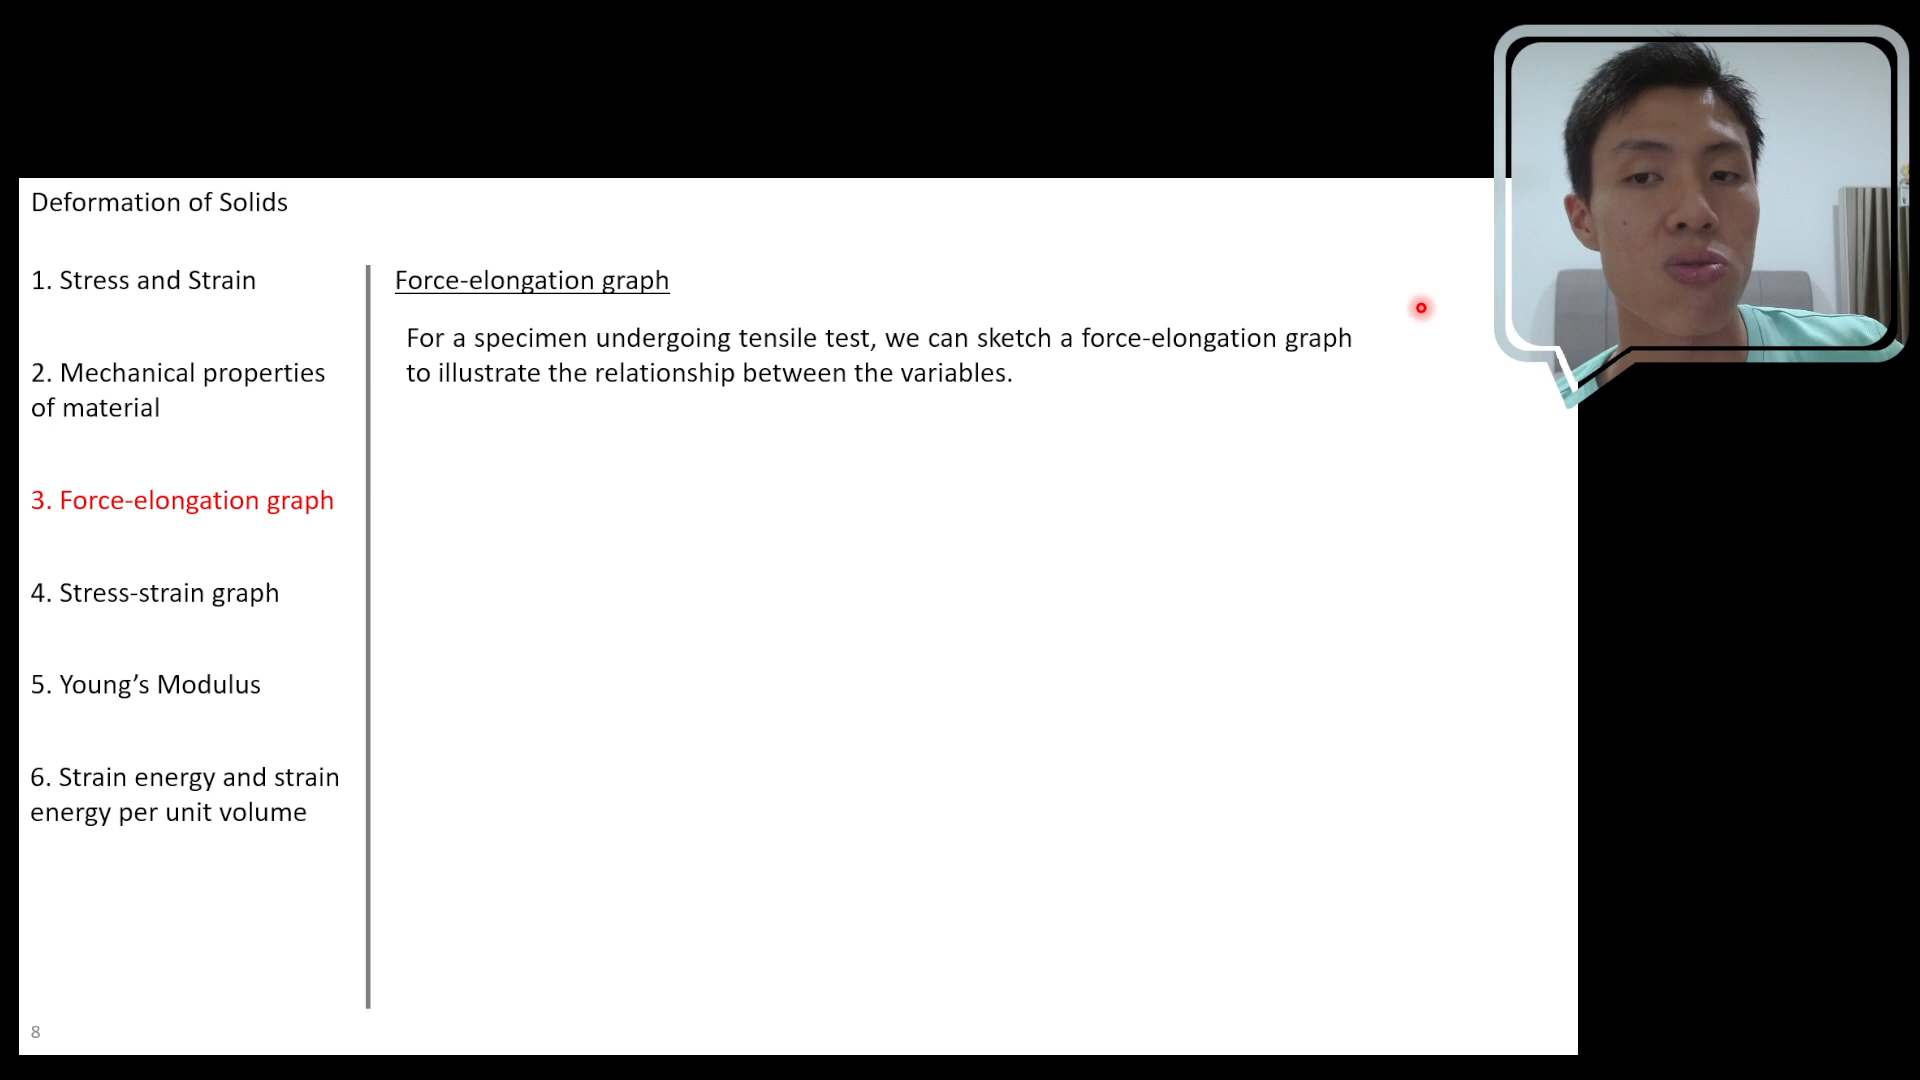 Deformation of Solids
1. Stress and Strain
2. Mechanical properties
of material
3. Force-elongation graph
4. Stress-strain graph
5. Young’s Modulus
6. Strain energy and strain
energy per unit volume
Force-elongation graph
For a specimen undergoing tensile test, we can sketch a force-elongation graph
to illustrate the relationship between the variables.
8